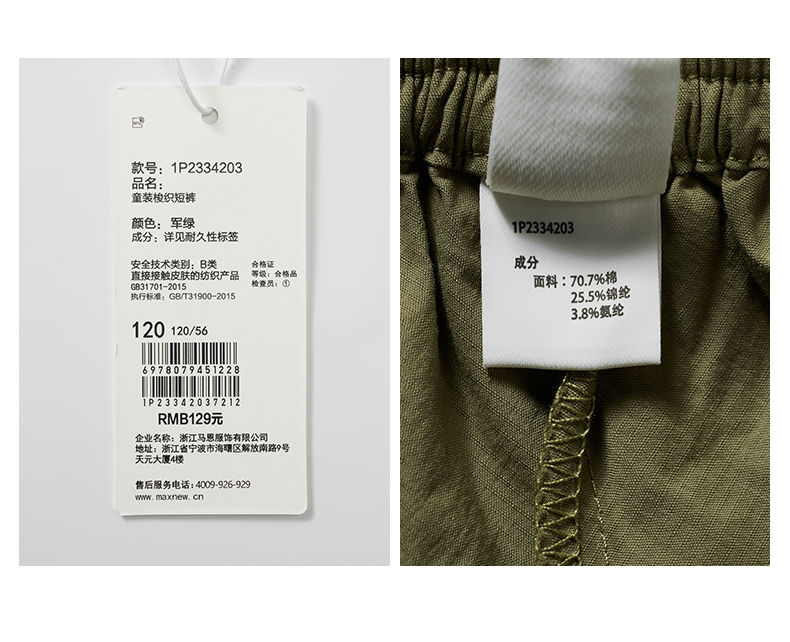 款号：1P2334203
品名：
童装梭织短裤
颜色：军绿
成分：详见耐久性标签
安全技术类别：B类
直接接触皮肤的纺织产品
GB31701-2015
执行标准：GB/T31900-2015
合格证
等级：合格品
检查员：①
120 120/56
6978079451228
1P23342037212
RMB129元
企业名称：浙江马恩服饰有限公司
地址：浙江省宁波市海曙区解放南路9号
天元大厦4楼
售后服务电话：4009-926-929
www.maxnew.cn
1P2334203
成分
面料：70.7%棉
25.5%锦纶
3.8%氨纶